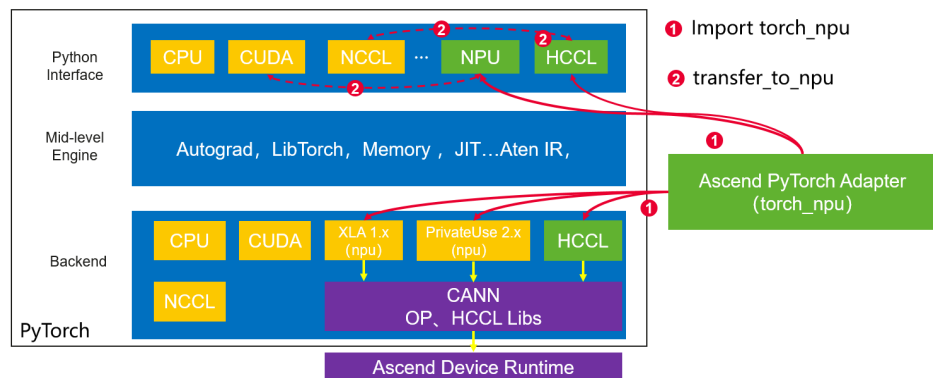 Python
Interface
CPU
CUDA
NCCL
...
NPU
HCCL
2
2
2
1 Import torch_npu
2 transfer_to_npu
Mid-level
Engine
Autograd，LibTorch，Memory ，JIT...Aten IR，
1
Ascend PyTorch Adapter
(torch_npu)
1
Backend
CPU
CUDA
XLA 1.x
(npu)
PrivateUse 2.x
(npu)
HCCL
NCCL
CANN
OP、HCCL Libs
PyTorch
Ascend Device Runtime